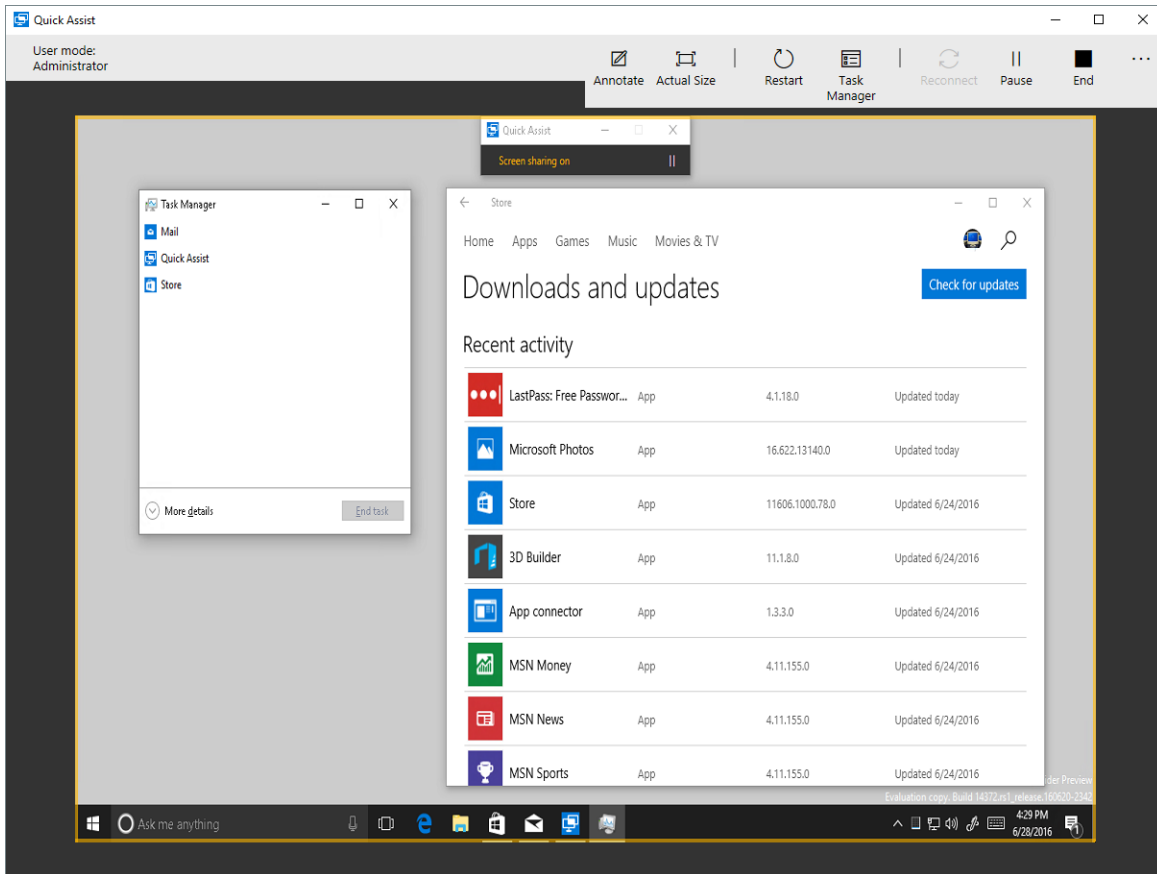 Quick Assist
User mode:
Administrator
Annotate
Actual Size
Restart
Task
Manager
Reconnect
Pause
End
Quick Assist
Screen sharing on
Task Manager
Mail
Quick Assist
Store
More details
End task
Store
Home Apps Games Music Movies & TV
Downloads and updates
Check for updates
Recent activity
LastPass: Free Passwor... App 4.1.18.0 Updated today
Microsoft Photos App 16.622.13140.0 Updated today
Store App 11606.1000.78.0 Updated 6/24/2016
3D Builder App 11.1.8.0 Updated 6/24/2016
App connector App 1.3.3.0 Updated 6/24/2016
MSN Money App 4.11.155.0 Updated 6/24/2016
MSN News App 4.11.155.0 Updated 6/24/2016
MSN Sports App 4.11.155.0 Updated 6/24/2016
ider Preview
Evaluation copy. Build 14372.rs1_release.160620-2342
Ask me anything
4:29 PM
6/28/2016
1